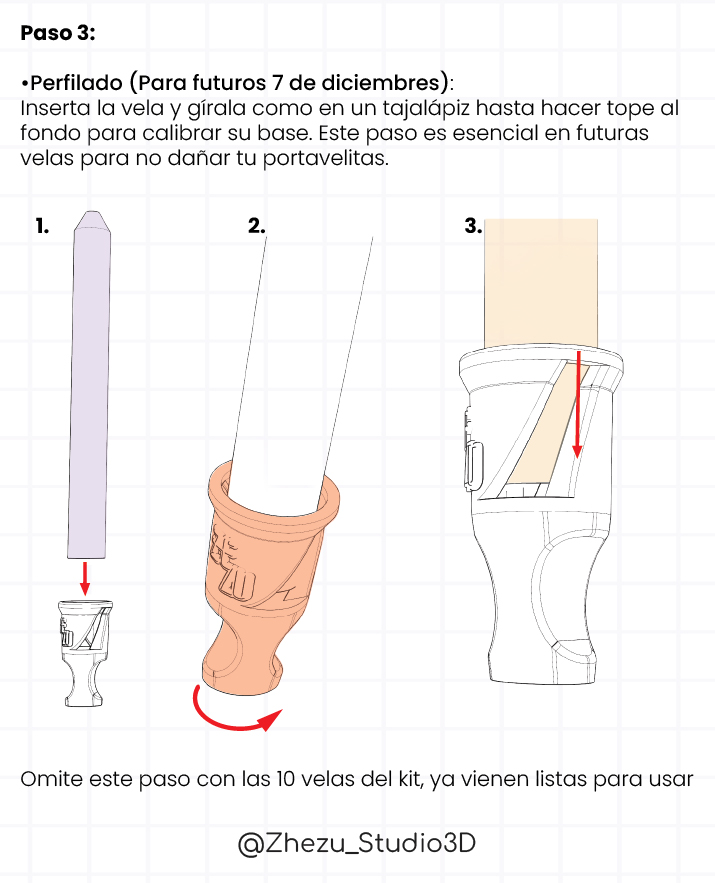 Paso 3:
•Perfilado (Para futuros 7 de diciembres):
Inserta la vela y gírala como en un tajalápiz hasta hacer tope al
fondo para calibrar su base. Este paso es esencial en futuras
velas para no dañar tu portavelitas.
1.
2.
3.
Omite este paso con las 10 velas del kit, ya vienen listas para usar
@Zhezu_Studio3D